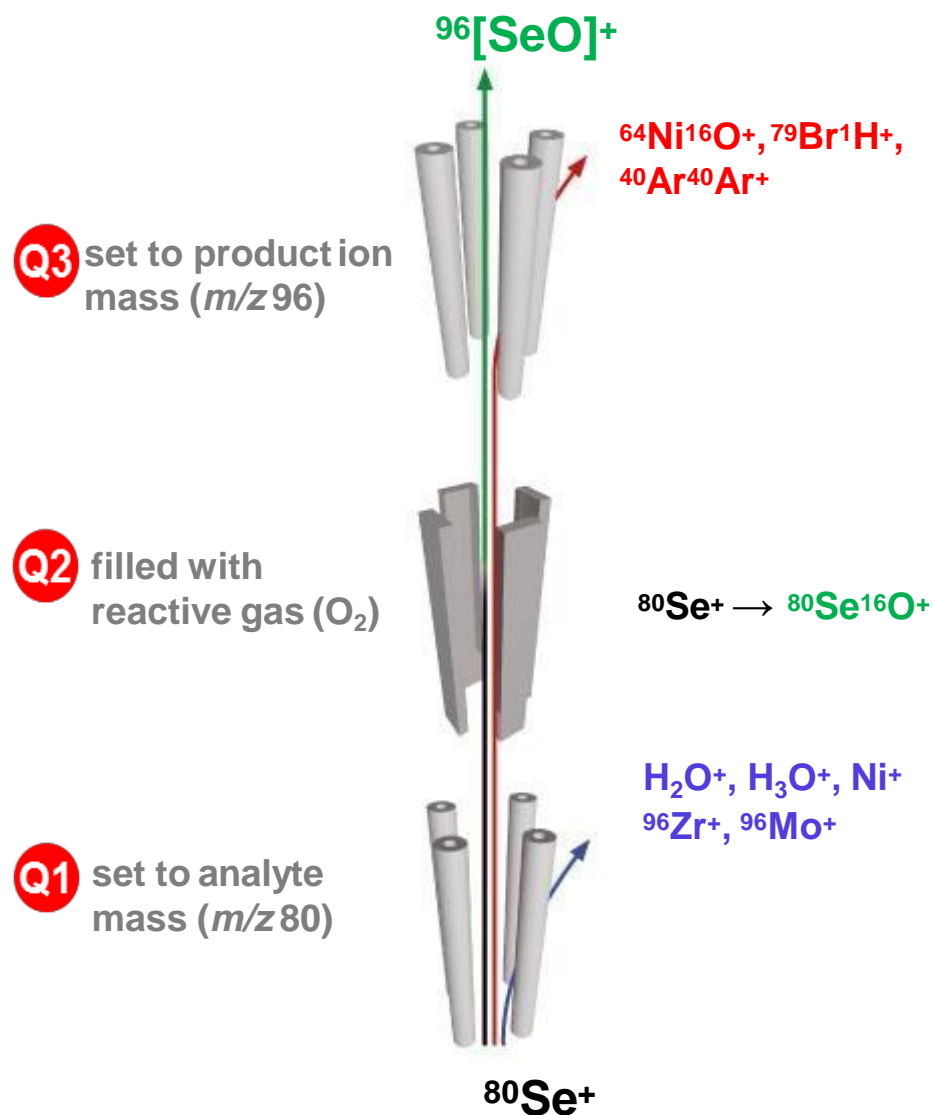 ⁹⁶[SeO]⁺
⁶⁴Ni¹⁶O⁺, ⁷⁹Br¹H⁺,
⁴⁰Ar⁴⁰Ar⁺
Q3 set to product ion
mass (m/z 96)
Q2 filled with
reactive gas (O₂)
⁸⁰Se⁺ → ⁸⁰Se¹⁶O⁺
H₂O⁺, H₃O⁺, Ni⁺
⁹⁶Zr⁺, ⁹⁶Mo⁺
Q1 set to analyte
mass (m/z 80)
⁸⁰Se⁺